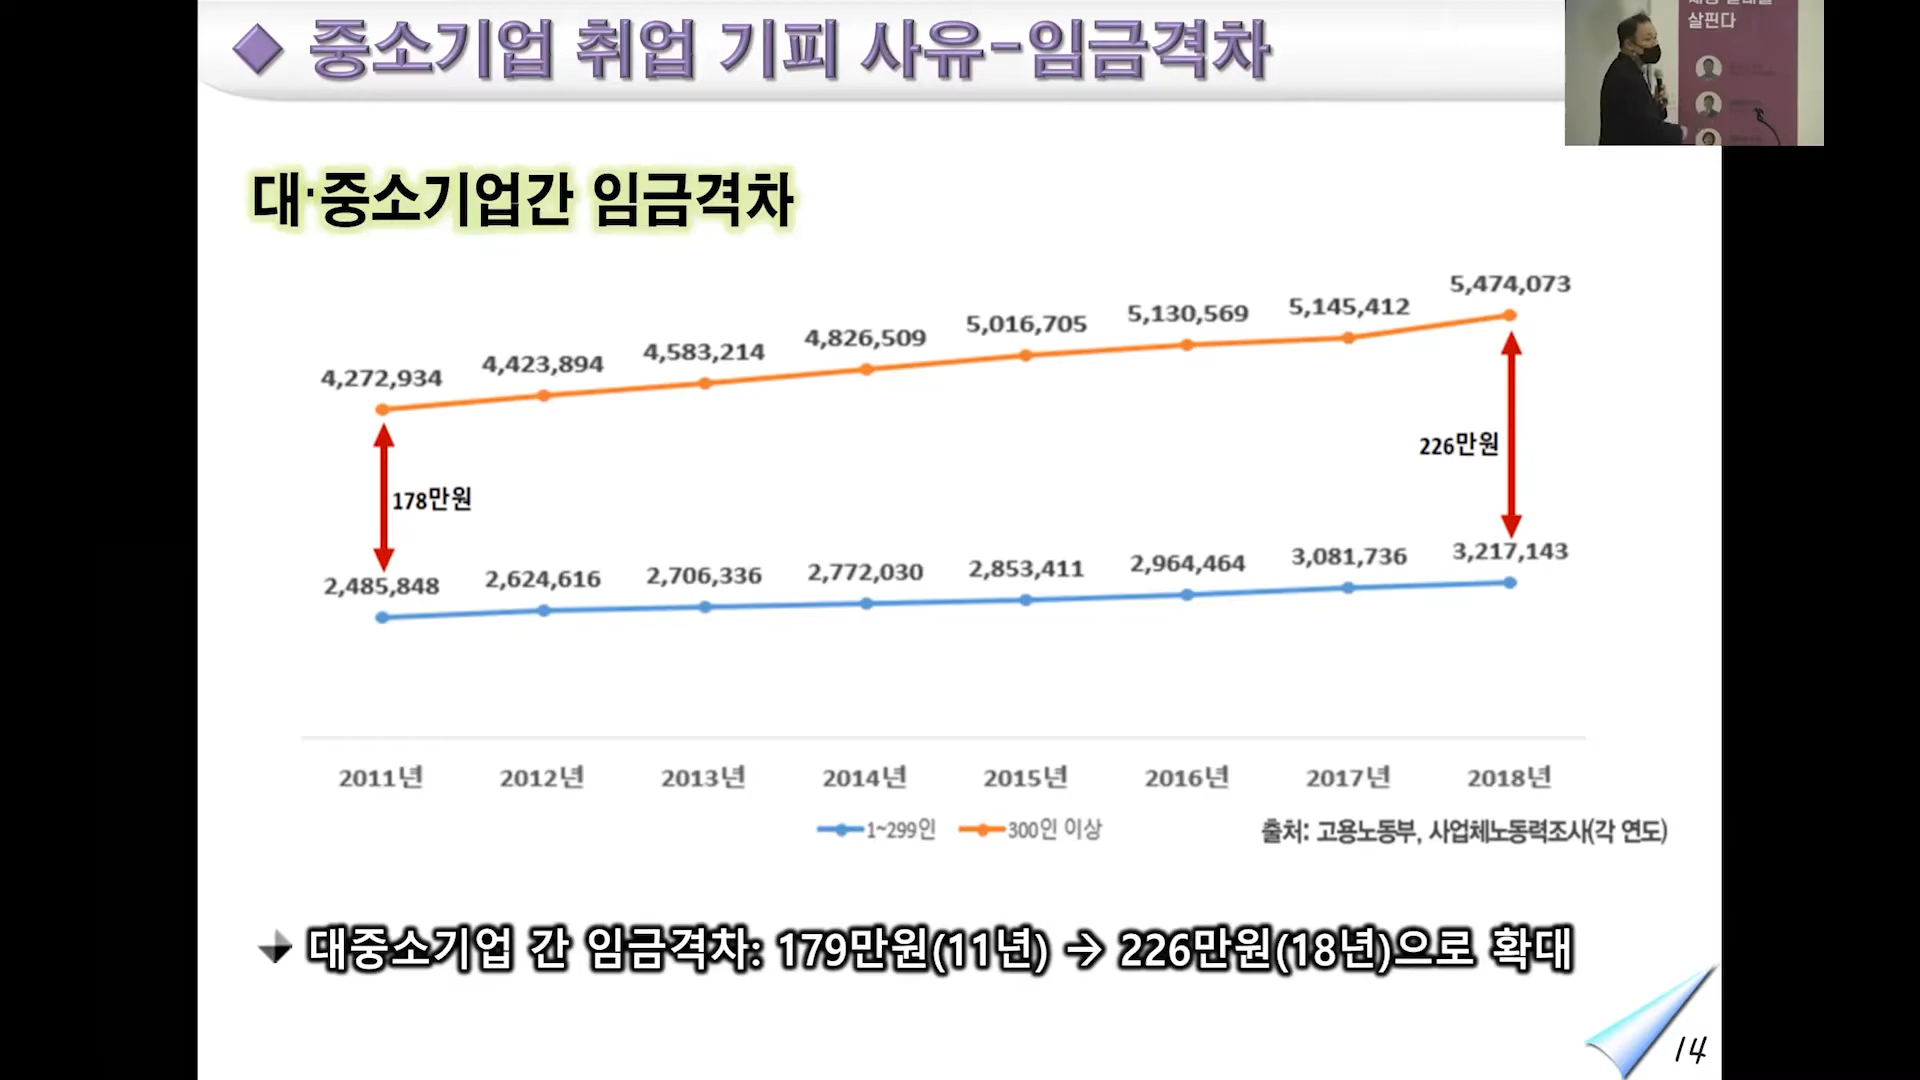 중소기업 취업 기피 사유-임금격차
살핀다
대·중소기업간 임금격차
5,474,073
5,145,412
5,130,569
5,016,705
4,826,509
4,583,214
4,423,894
4,272,934
226만원
178만원
2,485,848 2,624,616 2,706,336 2,772,030 2,853,411 2,964,464 3,081,736 3,217,143
2011년 2012년 2013년 2014년 2015년 2016년 2017년 2018년
1~299인 300인 이상
출처: 고용노동부, 사업체노동력조사(각 연도)
대중소기업 간 임금격차: 179만원(11년) → 226만원(18년)으로 확대
14